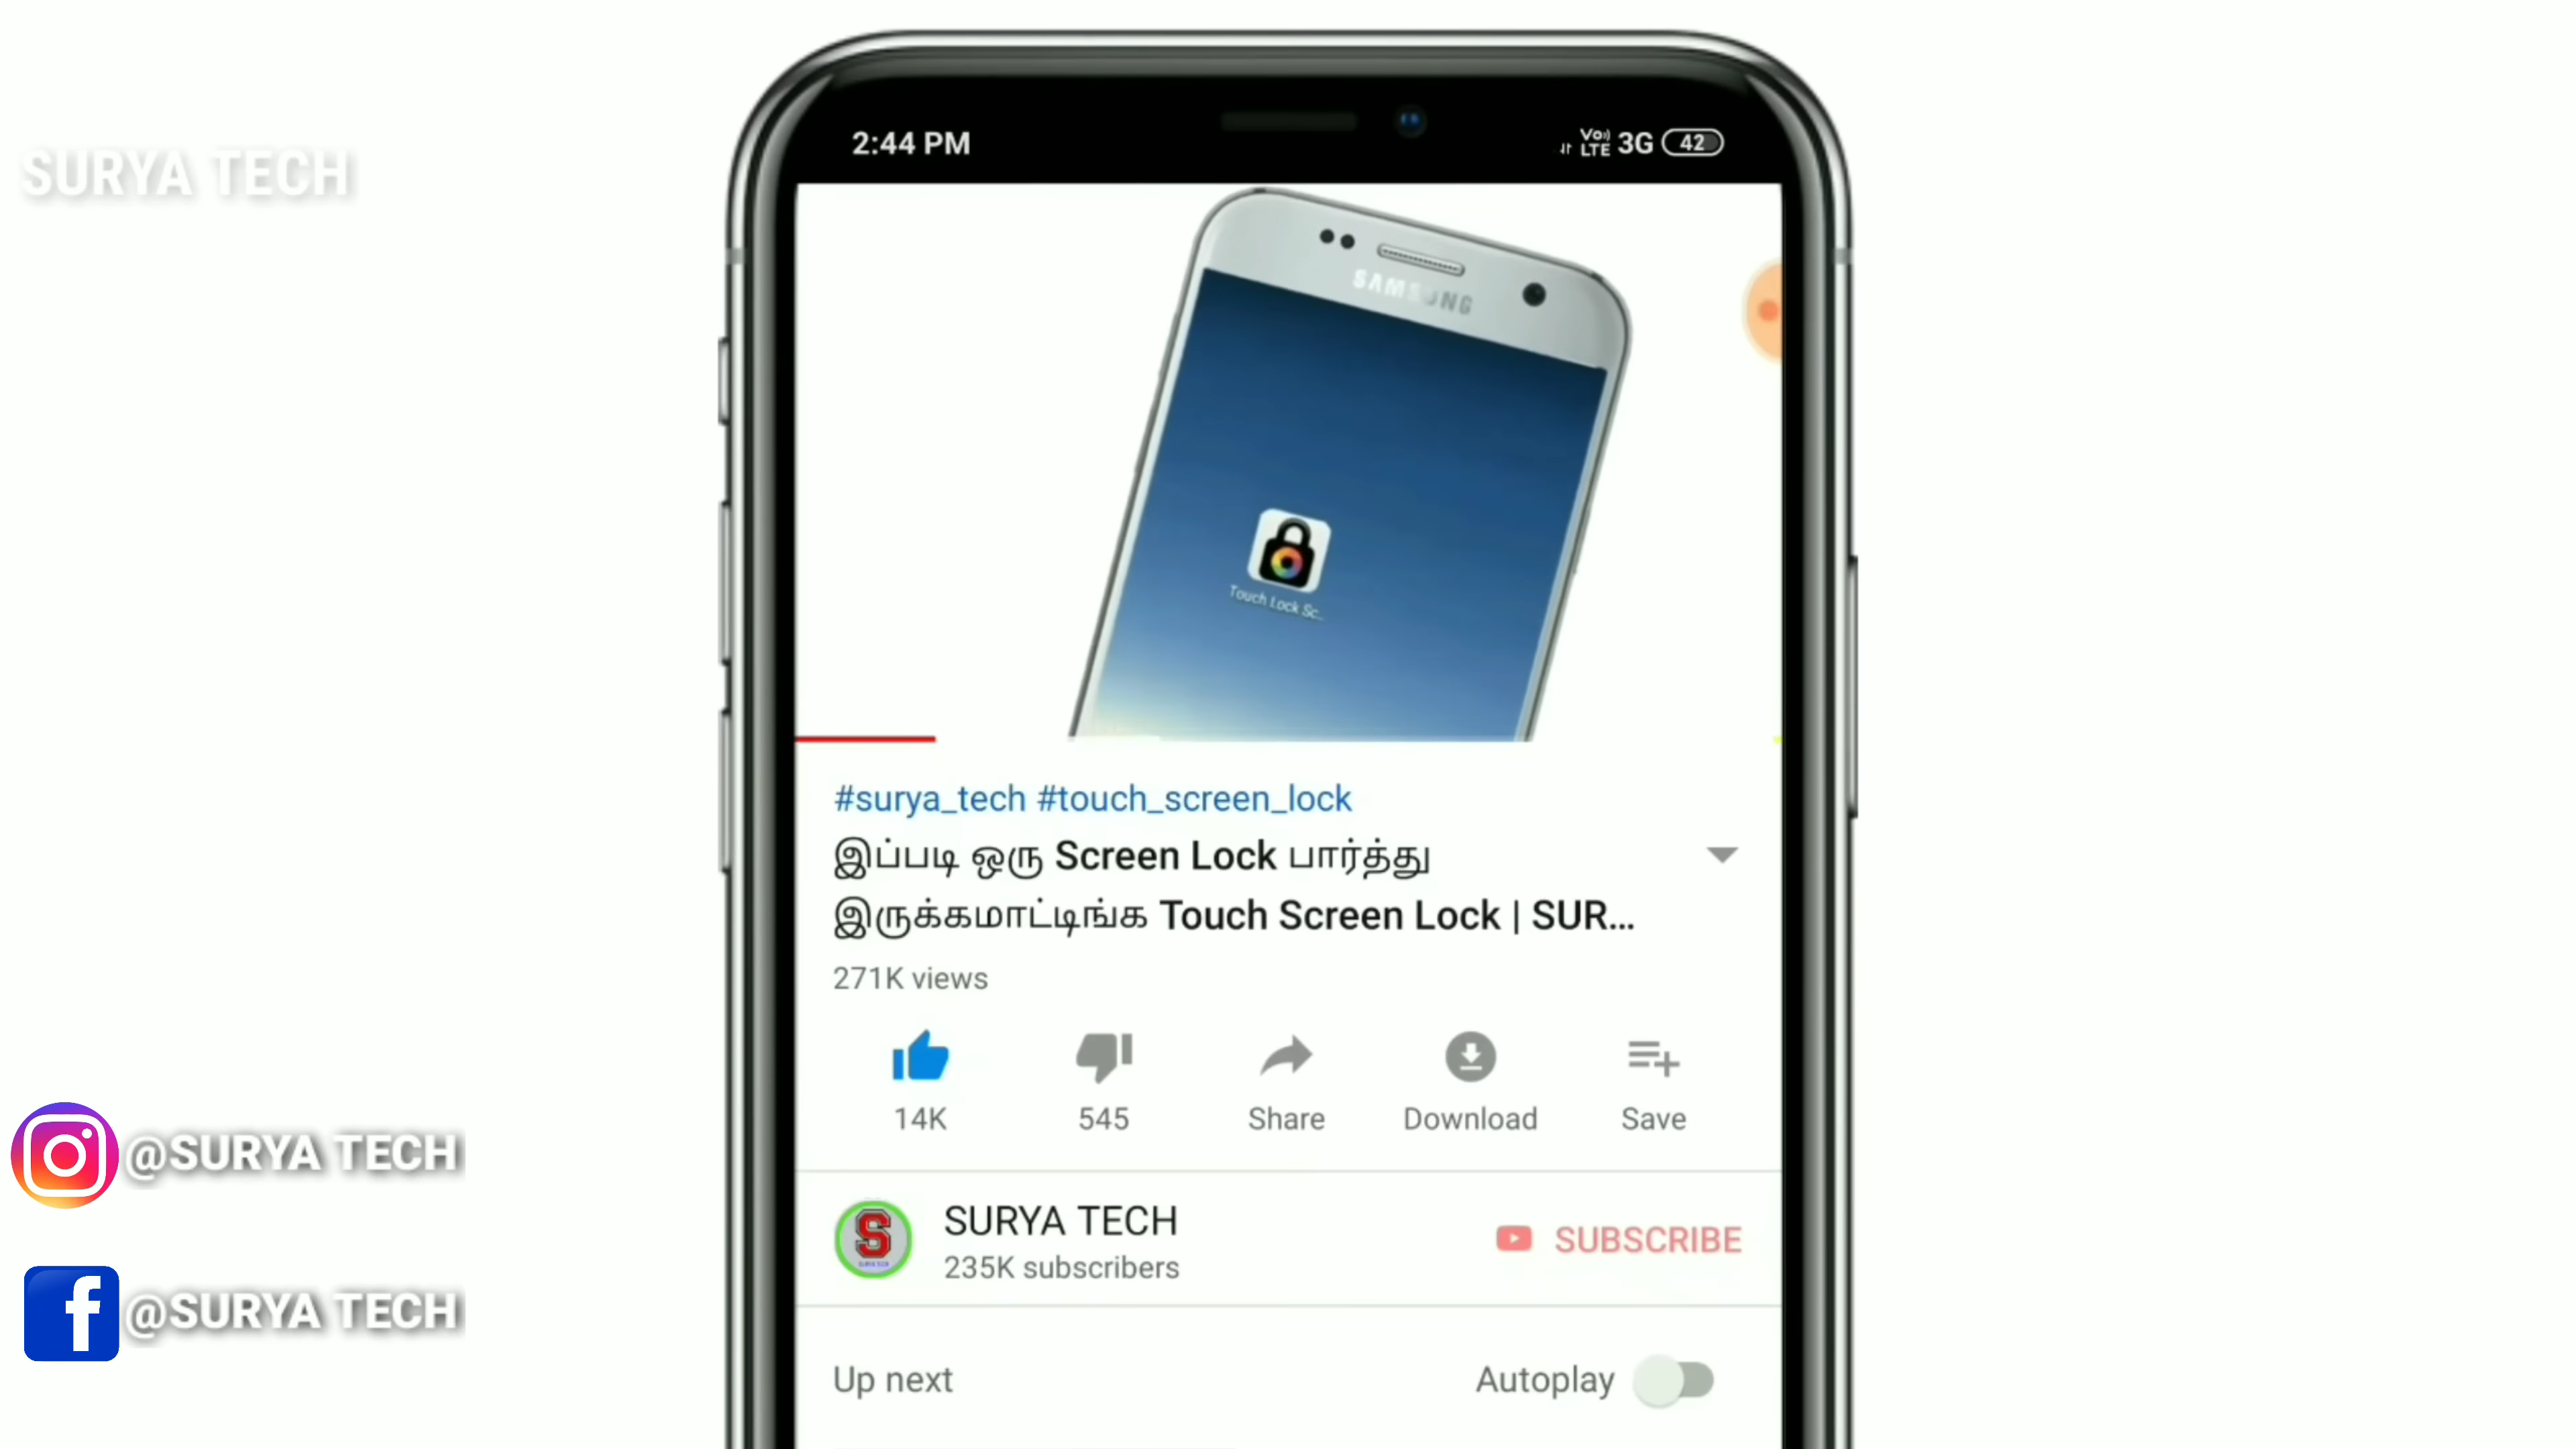 SURYA TECH
2:44 PM
Vo)) LTE 3G 42
SAMSUNG
Touch Lock Sc...
#surya_tech #touch_screen_lock
இப்படி ஒரு Screen Lock பார்த்து
இருக்கமாட்டிங்க Touch Screen Lock | SUR...
271K views
14K 545 Share Download Save
@SURYA TECH
SURYA TECH
235K subscribers
SUBSCRIBE
@SURYA TECH
Up next
Autoplay